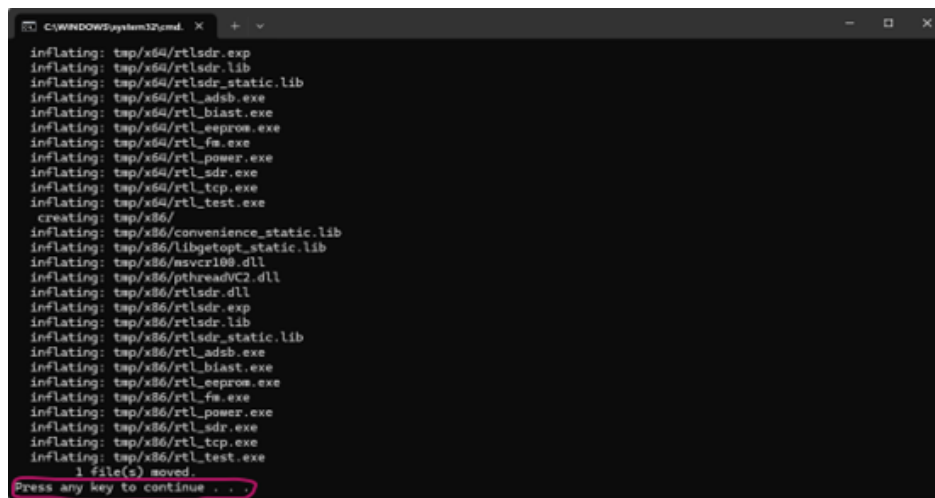 C:\WINDOWS\system32\cmd.
inflating: tmp/x64/rtlsdr.exp
inflating: tmp/x64/rtlsdr.lib
inflating: tmp/x64/rtlsdr_static.lib
inflating: tmp/x64/rtl_adsb.exe
inflating: tmp/x64/rtl_biast.exe
inflating: tmp/x64/rtl_eeprom.exe
inflating: tmp/x64/rtl_fm.exe
inflating: tmp/x64/rtl_power.exe
inflating: tmp/x64/rtl_sdr.exe
inflating: tmp/x64/rtl_tcp.exe
inflating: tmp/x64/rtl_test.exe
creating: tmp/x86/
inflating: tmp/x86/convenience_static.lib
inflating: tmp/x86/libgetopt_static.lib
inflating: tmp/x86/msvcr100.dll
inflating: tmp/x86/pthreadVC2.dll
inflating: tmp/x86/rtlsdr.dll
inflating: tmp/x86/rtlsdr.exp
inflating: tmp/x86/rtlsdr.lib
inflating: tmp/x86/rtlsdr_static.lib
inflating: tmp/x86/rtl_adsb.exe
inflating: tmp/x86/rtl_biast.exe
inflating: tmp/x86/rtl_eeprom.exe
inflating: tmp/x86/rtl_fm.exe
inflating: tmp/x86/rtl_power.exe
inflating: tmp/x86/rtl_sdr.exe
inflating: tmp/x86/rtl_tcp.exe
inflating: tmp/x86/rtl_test.exe
1 file(s) moved.
Press any key to continue . . .